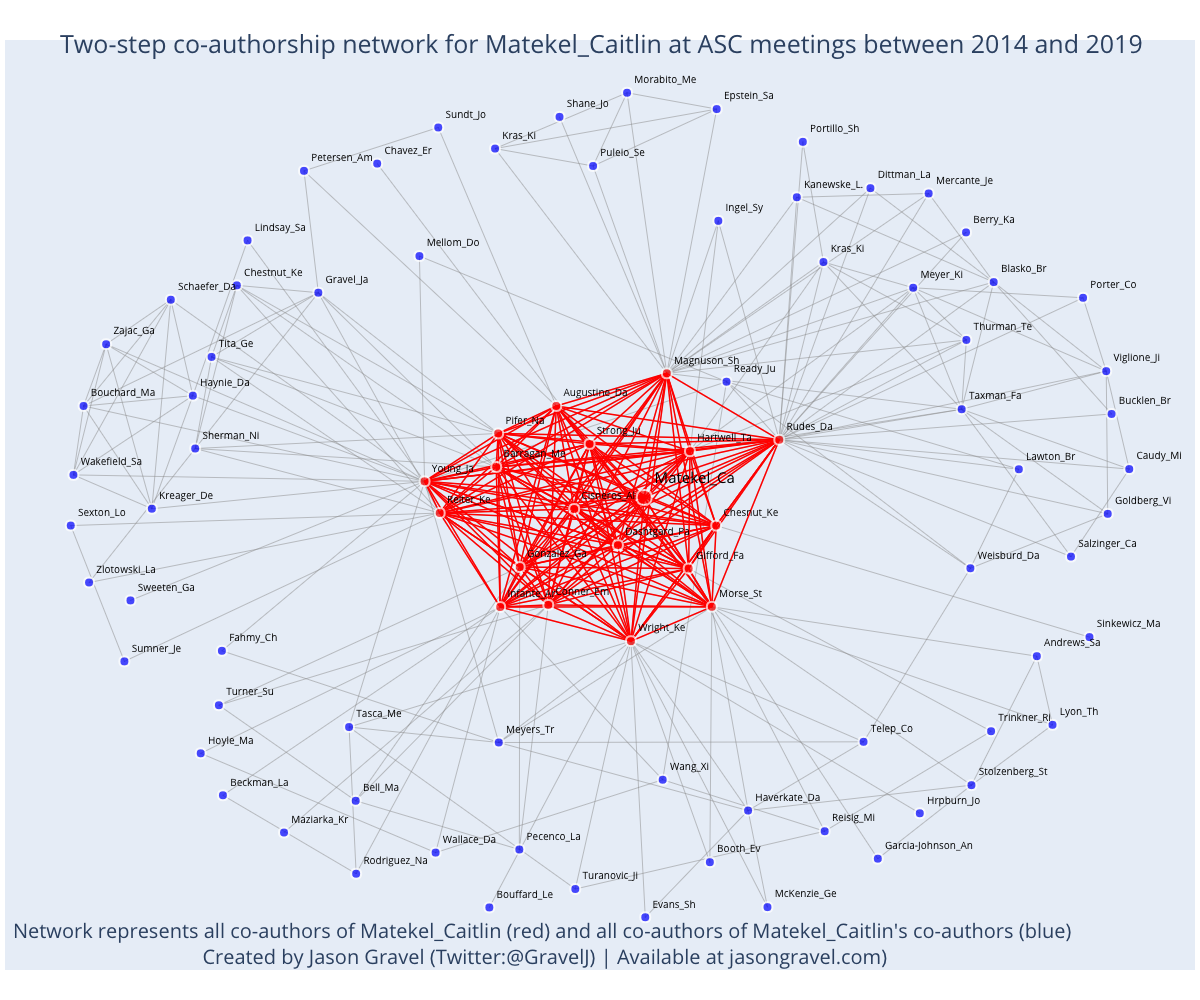 Two-step co-authorship network for Matekel_Caitlin at ASC meetings between 2014 and 2019
Morabito_Me
Epstein_Sa
Shane_Jo
Sundt_Jo
Portillo_Sh
Kras_Ki
Puleio_Se
Chavez_Er
Petersen_Am
Dittman_La
Mercante_Je
Kanewske_L.
Ingel_Sy
Berry_Ka
Lindsay_Sa
Mellom_Do
Kras_Ki
Meyer_Ki
Blasko_Br
Chestnut_Ke
Gravel_Ja
Schaefer_Da
Porter_Co
Zajac_Ga
Thurman_Te
Tita_Ge
Magnuson_Sh
Ready_Ju
Viglione_Ji
Haynie_Da
Bouchard_Ma
Augustine_Da
Taxman_Fa
Bucklen_Br
Pifer_Na
Strong_Ju
Hartwell_Ta
Rudes_Da
Sherman_Ni
Barragan_Me
Wakefield_Sa
Young_Ja
Lawton_Br
Caudy_Mi
Matekel_Ca
Kreager_De
Reiter_Ke
Cisneros_Al
Goldberg_Vi
Sexton_Lo
Chesnut_Ke
Dashtgard_Pa
Salzinger_Ca
Zlotowski_La
Gonzalez_Ga
Gifford_Fa
Weisburd_Da
Sweeten_Ga
Conner_Em
Morse_St
Sinkewicz_Ma
Fahmy_Ch
Wright_Ke
Andrews_Sa
Sumner_Je
Turner_Su
Tasca_Me
Meyers_Tr
Telep_Co
Trinkner_Ri
Lyon_Th
Hoyle_Ma
Wang_Xi
Stolzenberg_St
Beckman_La
Bell_Ma
Haverkate_Da
Hrpburn_Jo
Maziarka_Kr
Reisig_Mi
Wallace_Da
Pecenco_La
Booth_Ev
Garcia-Johnson_An
Rodriguez_Na
Turanovic_Ji
Bouffard_Le
Evans_Sh
McKenzie_Ge
Network represents all co-authors of Matekel_Caitlin (red) and all co-authors of Matekel_Caitlin's co-authors (blue)
Created by Jason Gravel (Twitter:@GravelJ) | Available at jasongravel.com)